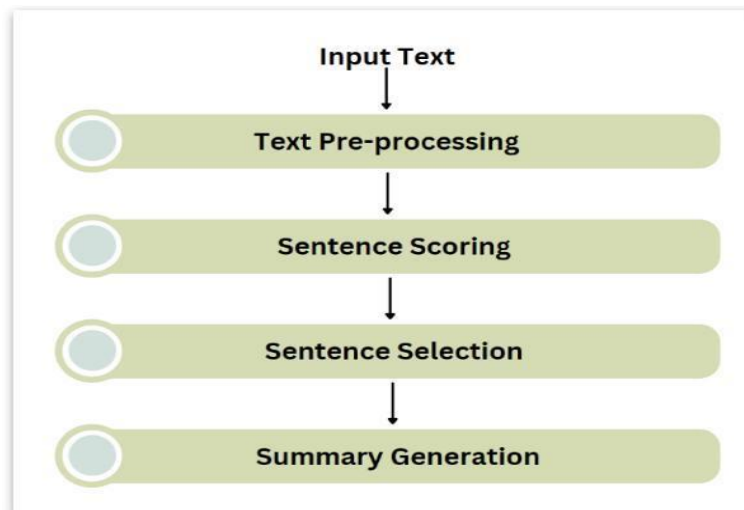 Input Text
Text Pre-processing
Sentence Scoring
Sentence Selection
Summary Generation